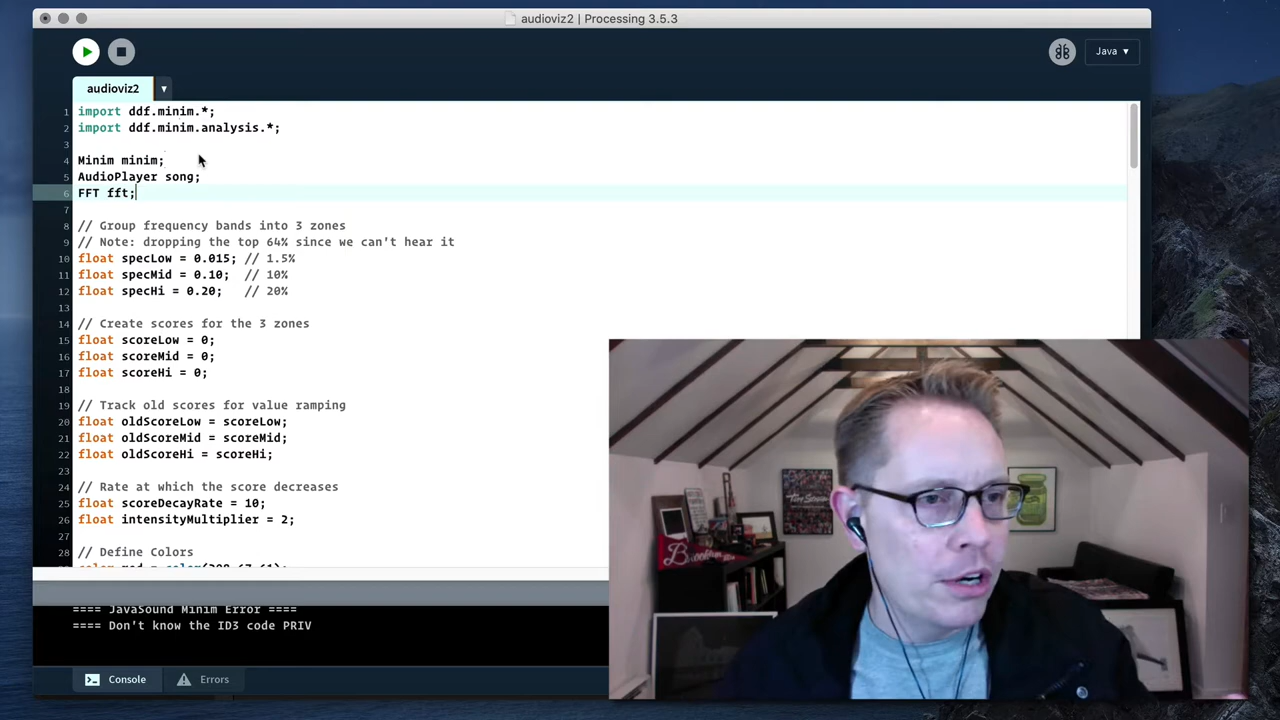 audioviz2 | Processing 3.5.3
Java ▾
audioviz2
1 import ddf.minim.*;
2 import ddf.minim.analysis.*;
3
4 Minim minim;
5 AudioPlayer song;
6 FFT fft;
7
8 // Group frequency bands into 3 zones
9 // Note: dropping the top 64% since we can't hear it
10 float specLow = 0.015; // 1.5%
11 float specMid = 0.10; // 10%
12 float specHi = 0.20; // 20%
13
14 // Create scores for the 3 zones
15 float scoreLow = 0;
16 float scoreMid = 0;
17 float scoreHi = 0;
18
19 // Track old scores for value ramping
20 float oldScoreLow = scoreLow;
21 float oldScoreMid = scoreMid;
22 float oldScoreHi = scoreHi;
23
24 // Rate at which the score decreases
25 float scoreDecayRate = 10;
26 float intensityMultiplier = 2;
27
28 // Define Colors
==== JavaSound Minim Error ====
==== Don't know the ID3 code PRIV
Console
Errors
Brooklyn